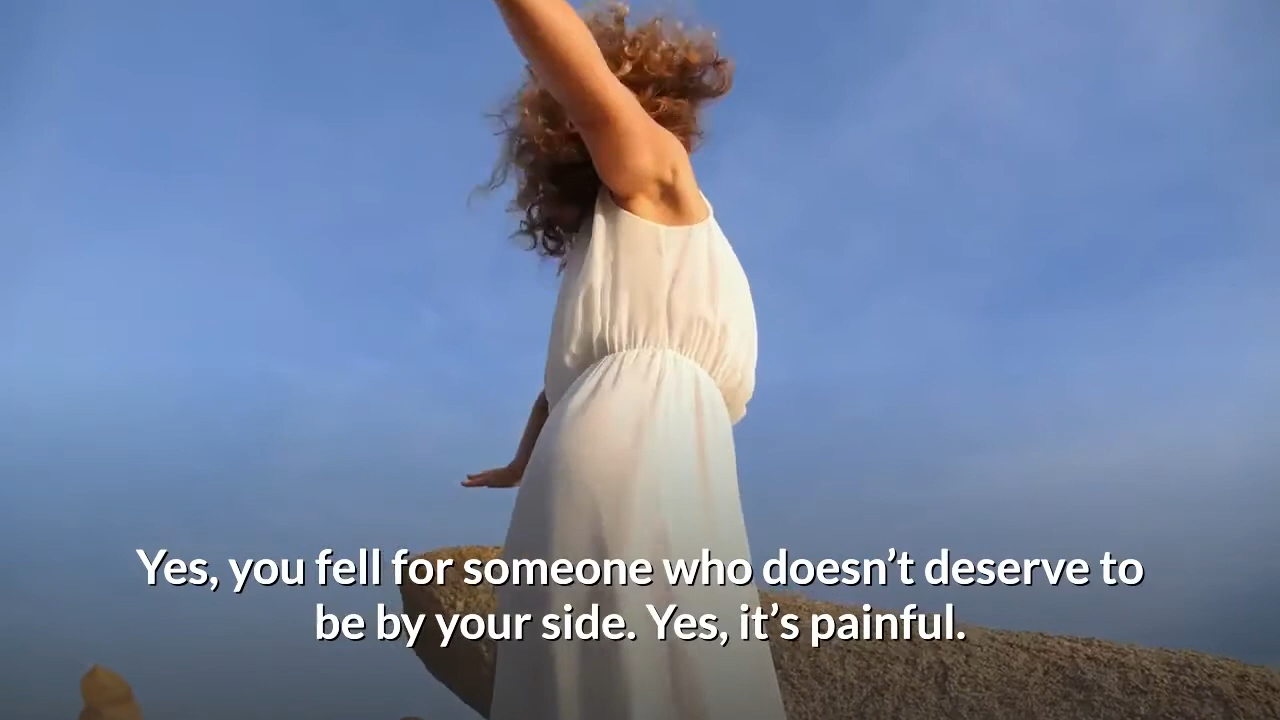 Yes, you fell for someone who doesn’t deserve to
be by your side. Yes, it’s painful.